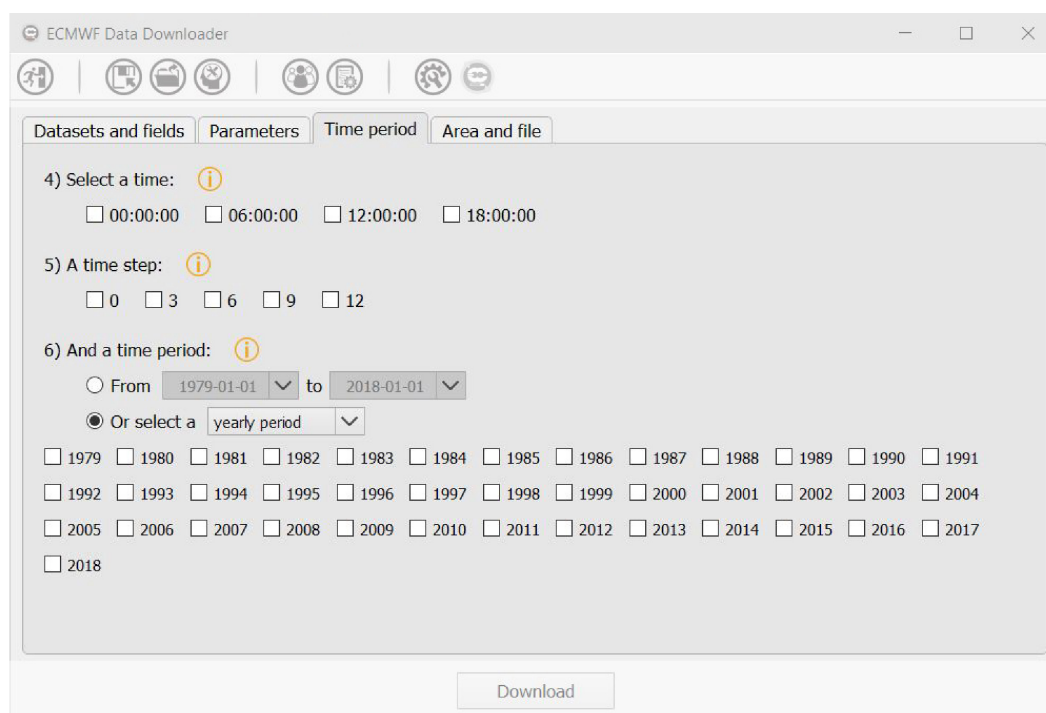 ECMWF Data Downloader
Datasets and fields Parameters Time period Area and file
4) Select a time:
00:00:00 06:00:00 12:00:00 18:00:00
5) A time step:
0 3 6 9 12
6) And a time period:
From 1979-01-01 to 2018-01-01
Or select a yearly period
1979 1980 1981 1982 1983 1984 1985 1986 1987 1988 1989 1990 1991
1992 1993 1994 1995 1996 1997 1998 1999 2000 2001 2002 2003 2004
2005 2006 2007 2008 2009 2010 2011 2012 2013 2014 2015 2016 2017
2018
Download